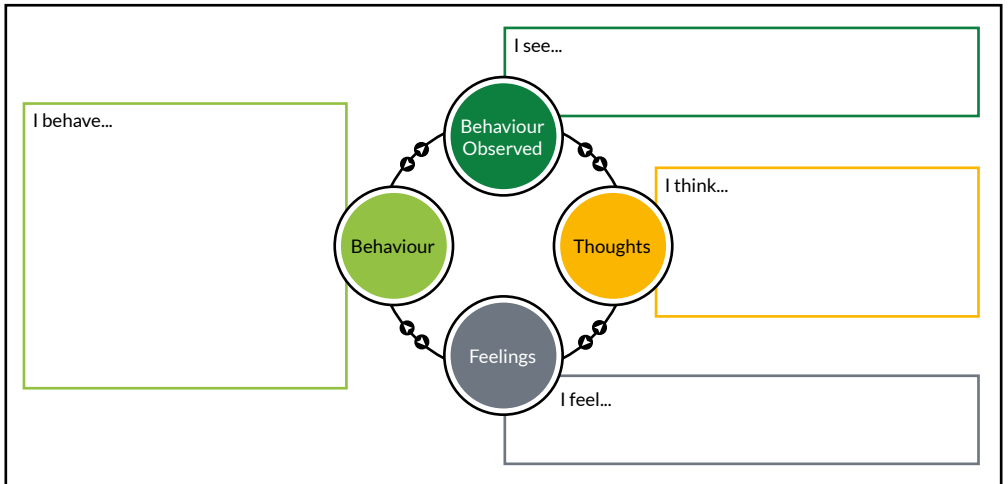 I see...
I behave...
Behaviour
Observed
I think...
Behaviour
Thoughts
Feelings
I feel...